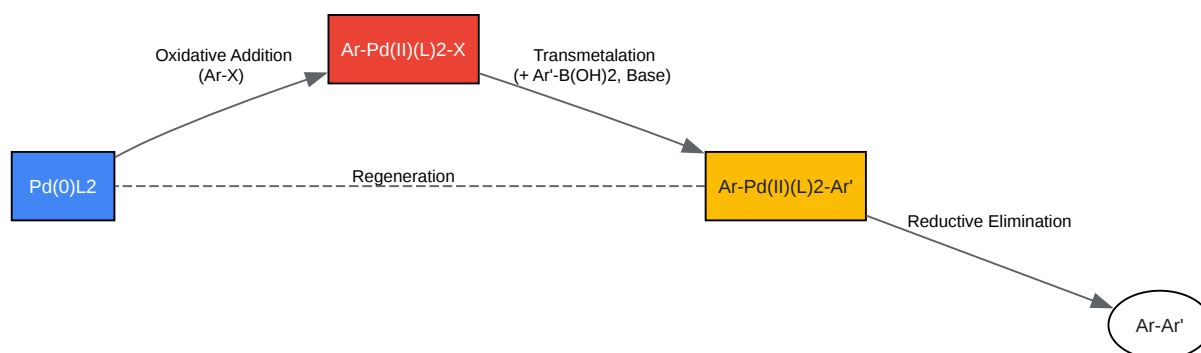 Oxidative Addition
(Ar-X)
Ar-Pd(II)(L)2-X
Transmetalation
(+ Ar'-B(OH)2, Base)
Pd(0)L2
Regeneration
Ar-Pd(II)(L)2-Ar'
Reductive Elimination
Ar-Ar'